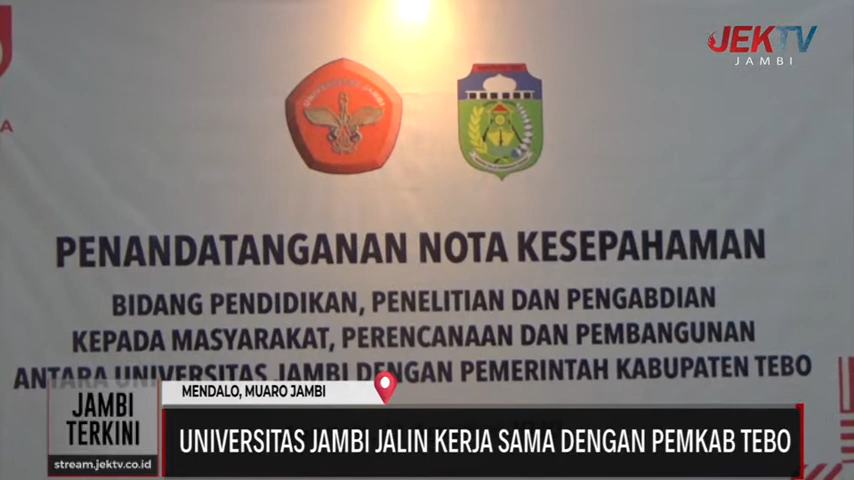 JEKTV
JAMBI
UNIVERSITAS JAMBI
A
PENANDATANGANAN NOTA KESEPAHAMAN
BIDANG PENDIDIKAN, PENELITIAN DAN PENGABDIAN
KEPADA MASYARAKAT, PERENCANAAN DAN PEMBANGUNAN
ANTARA UNIVERSITAS JAMBI DENGAN PEMERINTAH KABUPATEN TEBO
MENDALO, MUARO JAMBI
JAMBI
TERKINI
stream.jektv.co.id
UNIVERSITAS JAMBI JALIN KERJA SAMA DENGAN PEMKAB TEBO